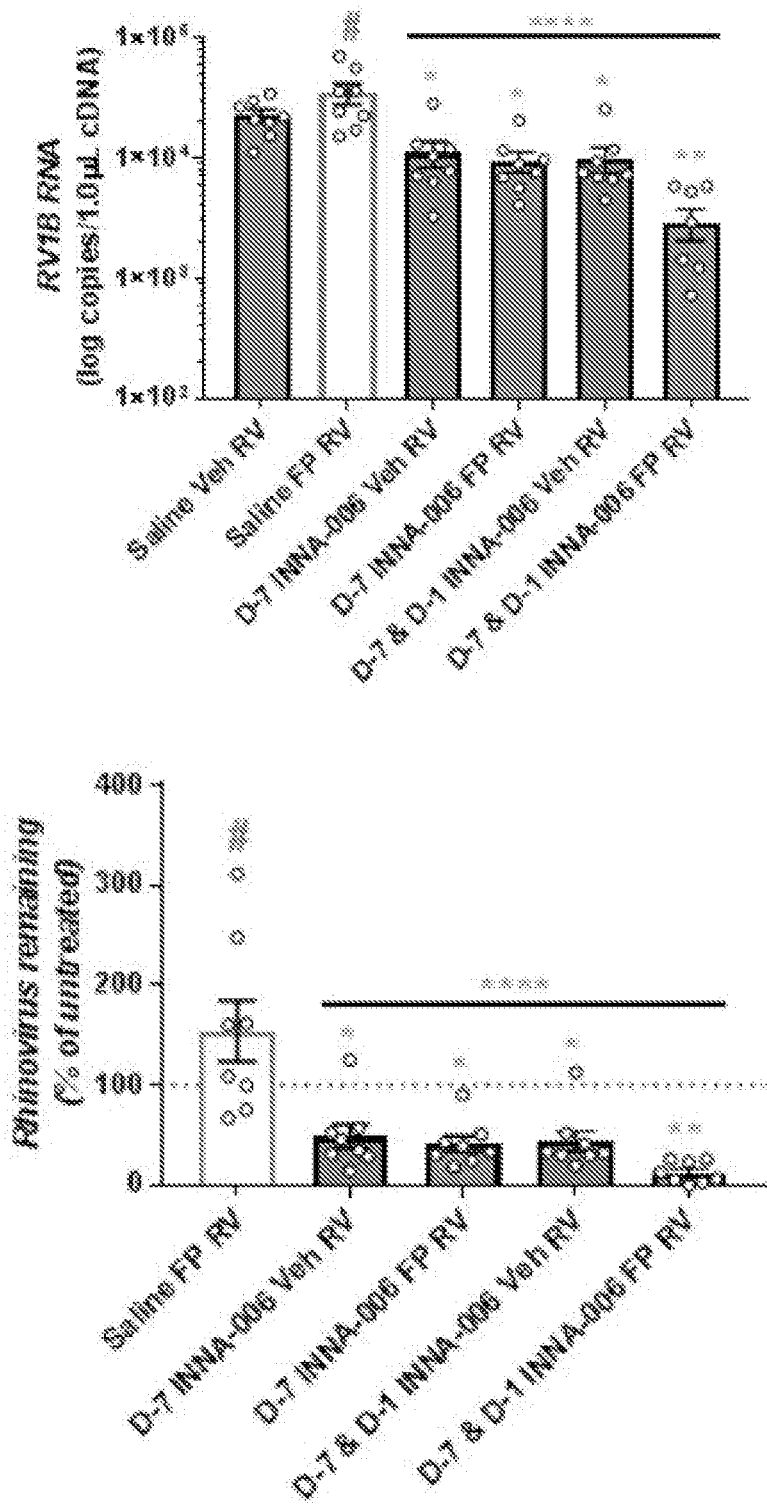 ****
##
1×10⁵
*
*
*
1×10⁴
**
1×10³
1×10²
RV1B RNA
(log copies/1.0µL cDNA)
Saline Veh RV
Saline FP RV
D-7 INNA-006 Veh RV
D-7 INNA-006 FP RV
D-7 & D-1 INNA-006 Veh RV
D-7 & D-1 INNA-006 FP RV
400
300
200
100
0
Rhinovirus remaining
(% of untreated)
****
*
*
*
**
Saline FP RV
D-7 INNA-006 Veh RV
D-7 INNA-006 FP RV
D-7 & D-1 INNA-006 Veh RV
D-7 & D-1 INNA-006 FP RV